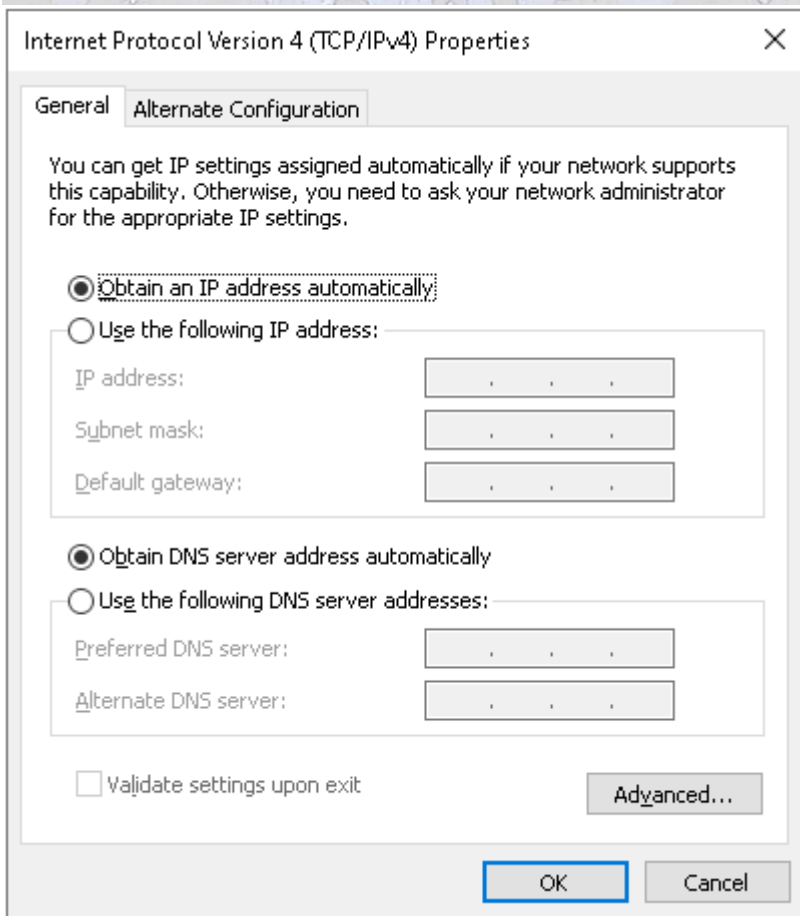 Internet Protocol Version 4 (TCP/IPv4) Properties
General
Alternate Configuration
You can get IP settings assigned automatically if your network supports
this capability. Otherwise, you need to ask your network administrator
for the appropriate IP settings.
Obtain an IP address automatically
Use the following IP address:
IP address:
. . .
Subnet mask:
. . .
Default gateway:
. . .
Obtain DNS server address automatically
Use the following DNS server addresses:
Preferred DNS server:
. . .
Alternate DNS server:
. . .
Validate settings upon exit
Advanced...
OK
Cancel